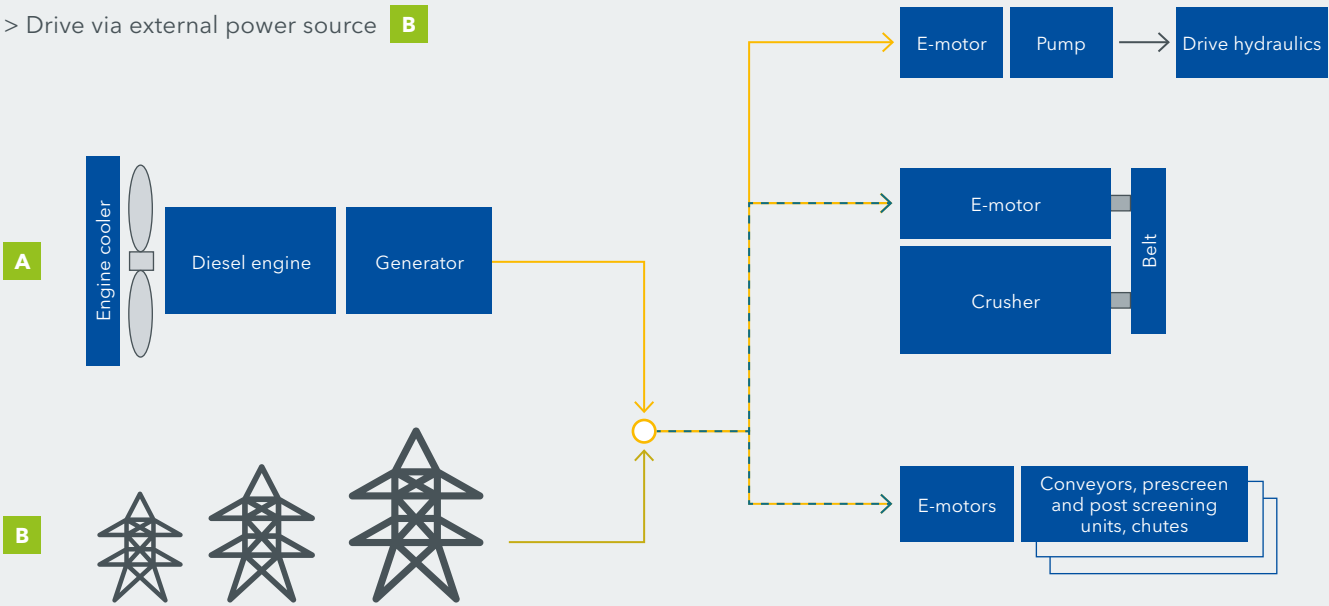 > Drive via external power source B
E-motor
Pump
Drive hydraulics
A
Engine cooler
Diesel engine
Generator
E-motor
Crusher
Belt
B
E-motors
Conveyors, prescreen
and post screening
units, chutes